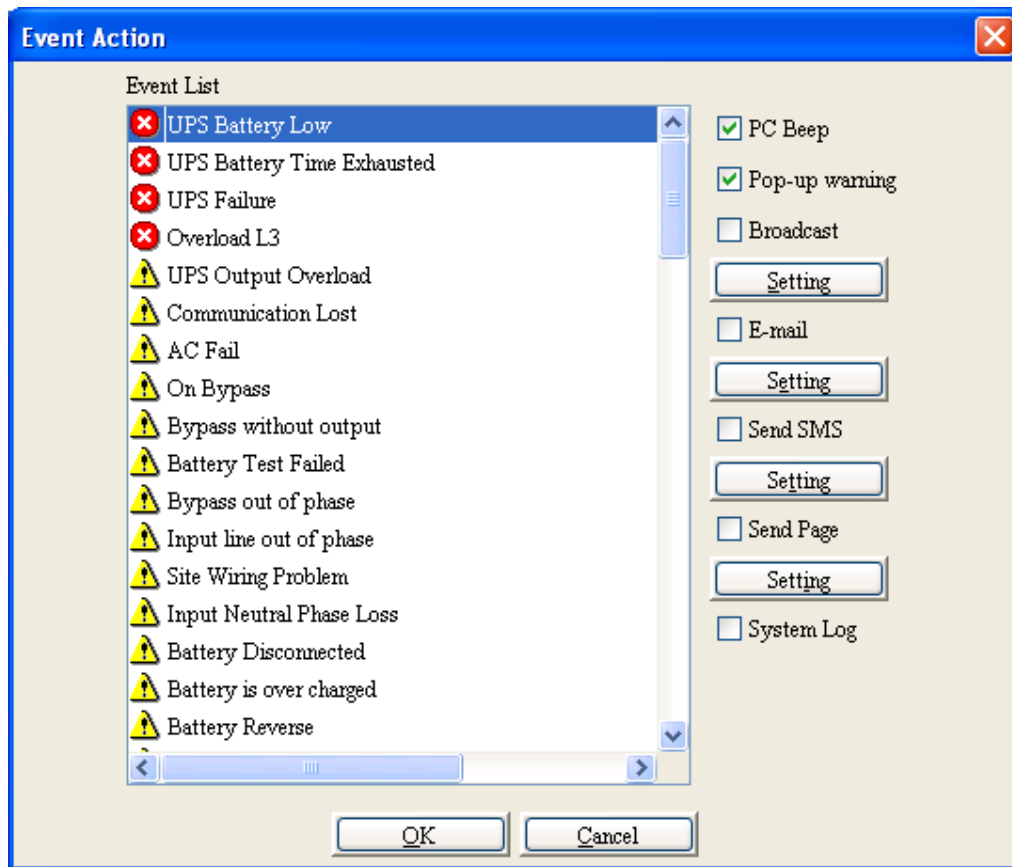 Event Action
Event List
UPS Battery Low
UPS Battery Time Exhausted
UPS Failure
Overload L3
UPS Output Overload
Communication Lost
AC Fail
On Bypass
Bypass without output
Battery Test Failed
Bypass out of phase
Input line out of phase
Site Wiring Problem
Input Neutral Phase Loss
Battery Disconnected
Battery is over charged
Battery Reverse
PC Beep
Pop-up warning
Broadcast
Setting
E-mail
Setting
Send SMS
Setting
Send Page
Setting
System Log
OK
Cancel